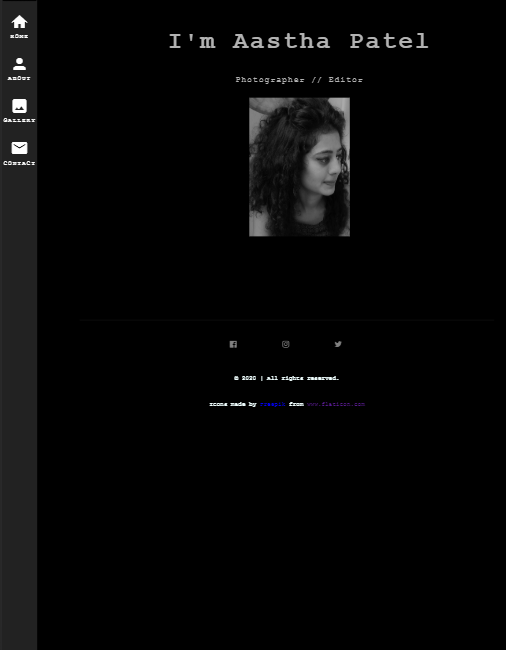 HOME
ABOUT
GALLERY
CONTACT
I'm Aastha Patel
Photographer // Editor
© 2020 | All rights reserved.
Icons made by from www.flaticon.com